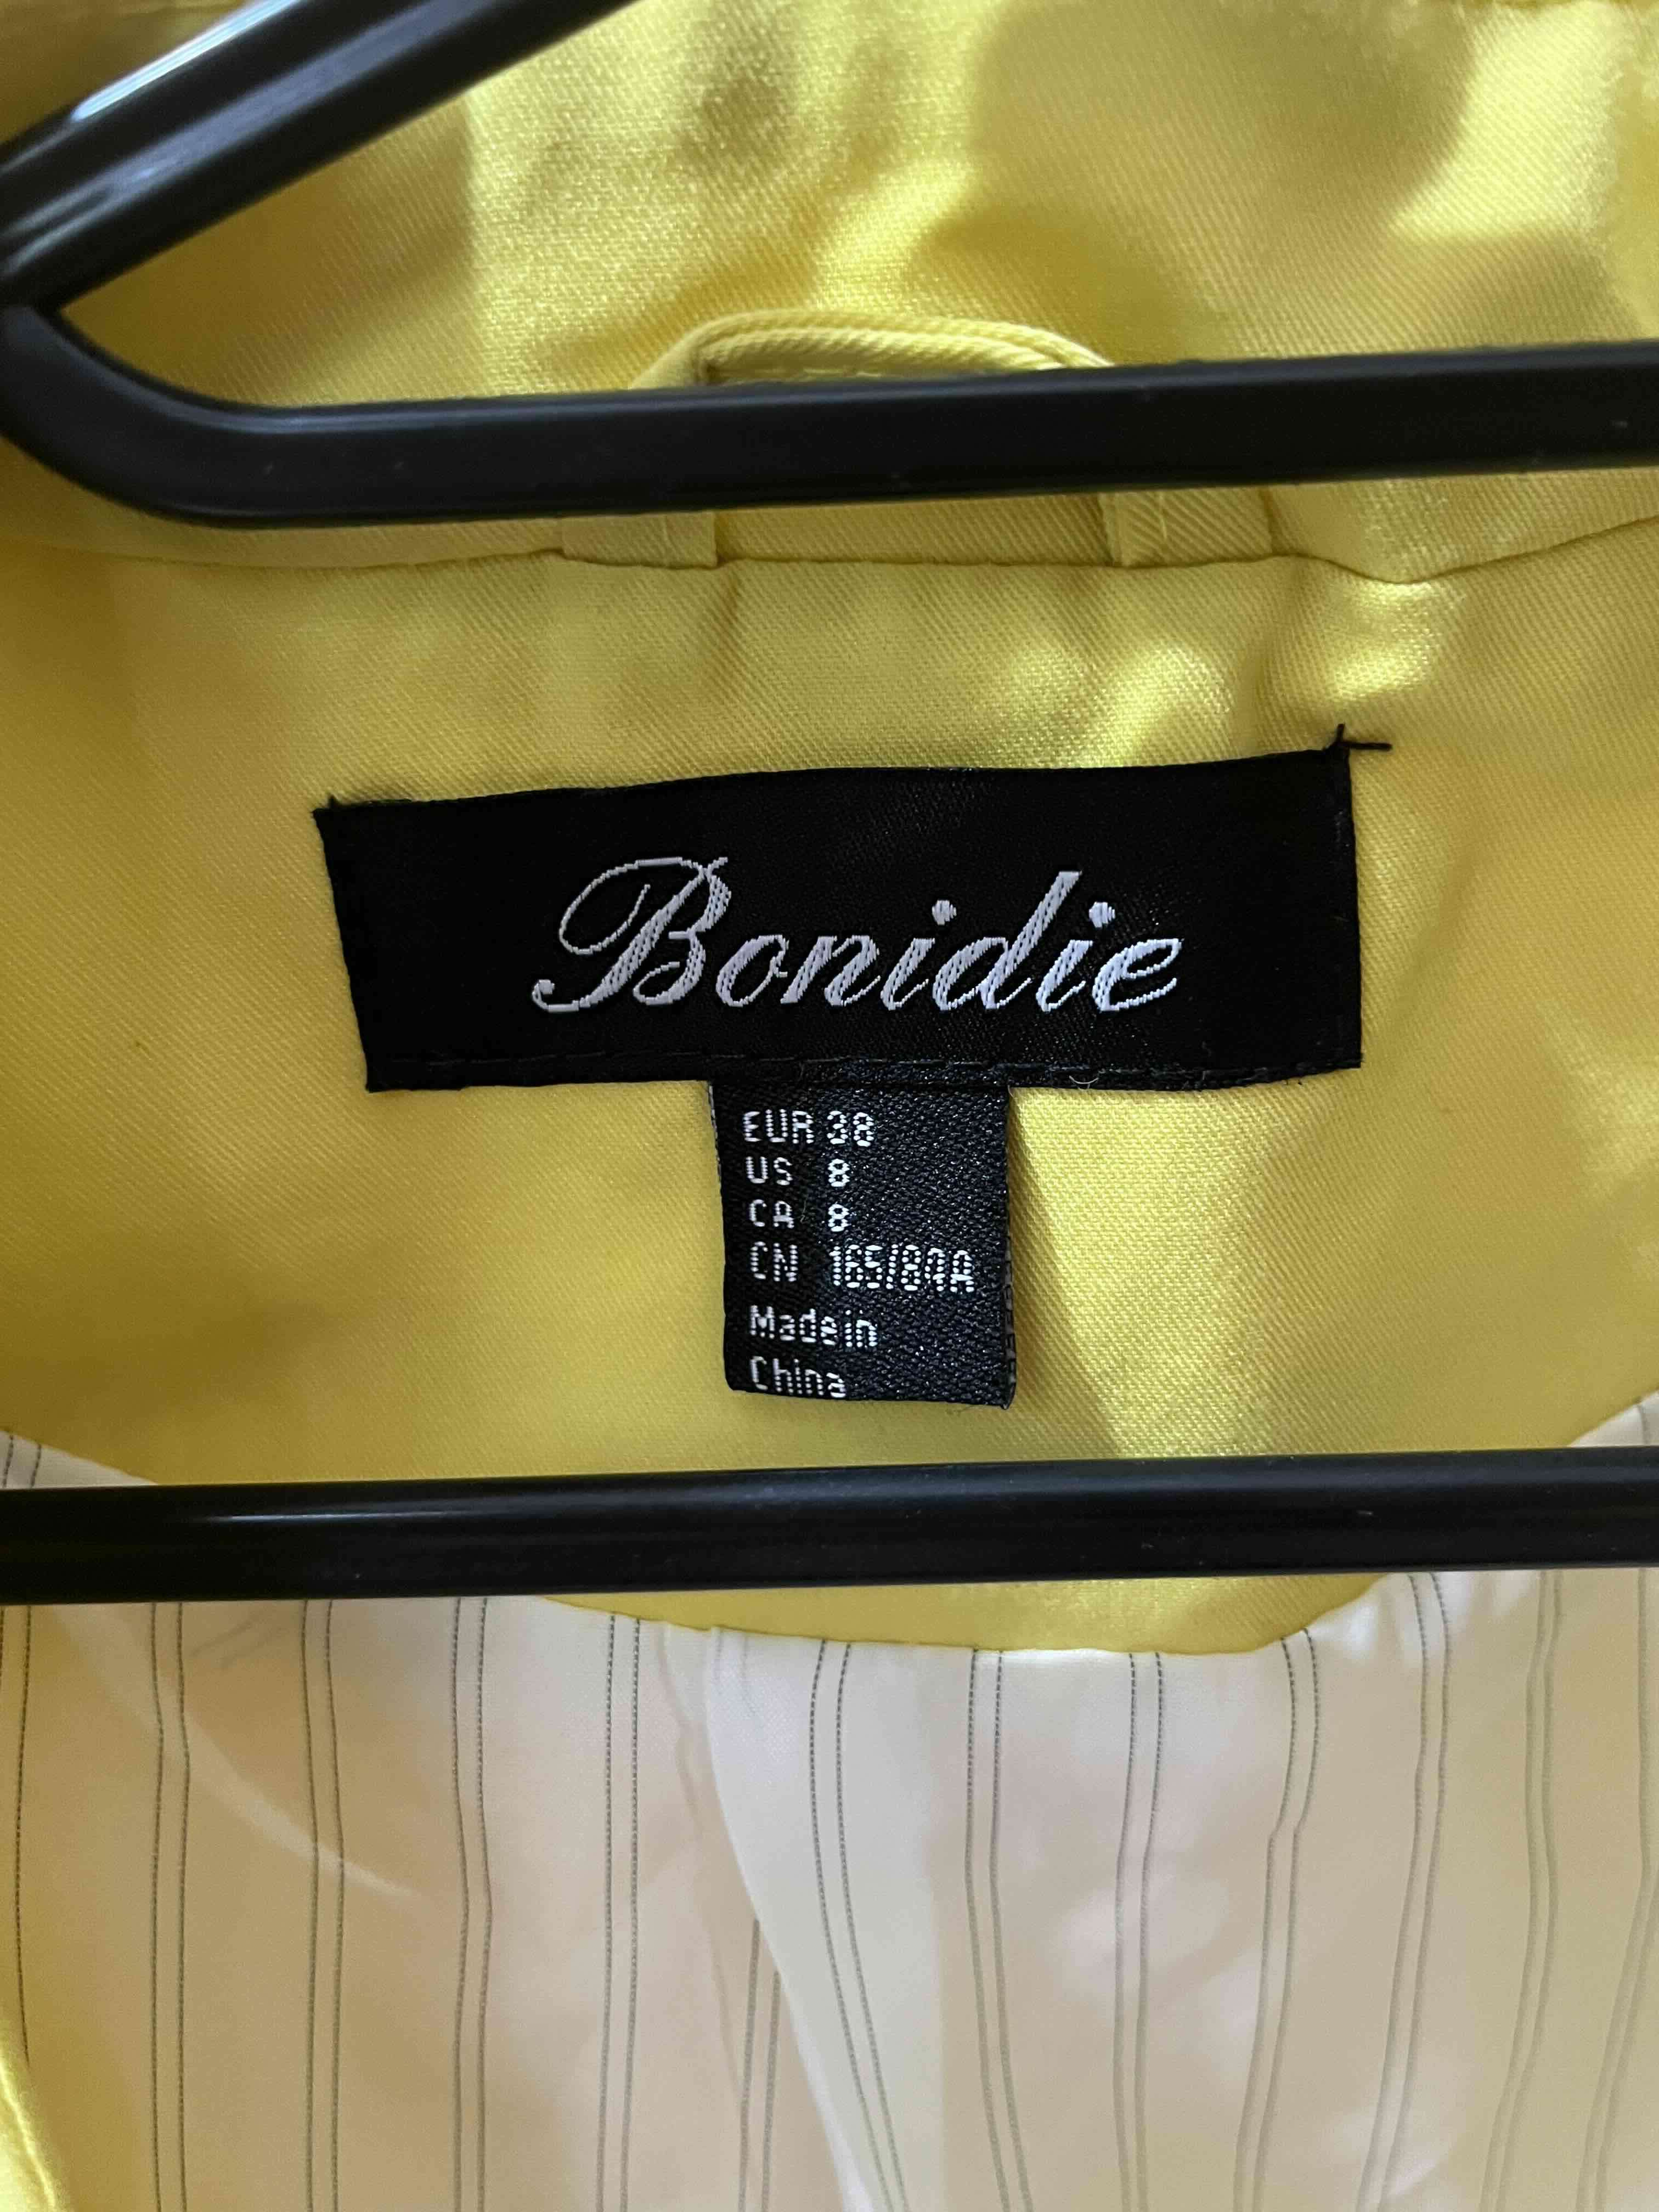 Bonidie
EUR 38
US 8
CA 8
CN 165/84A
Made in
China